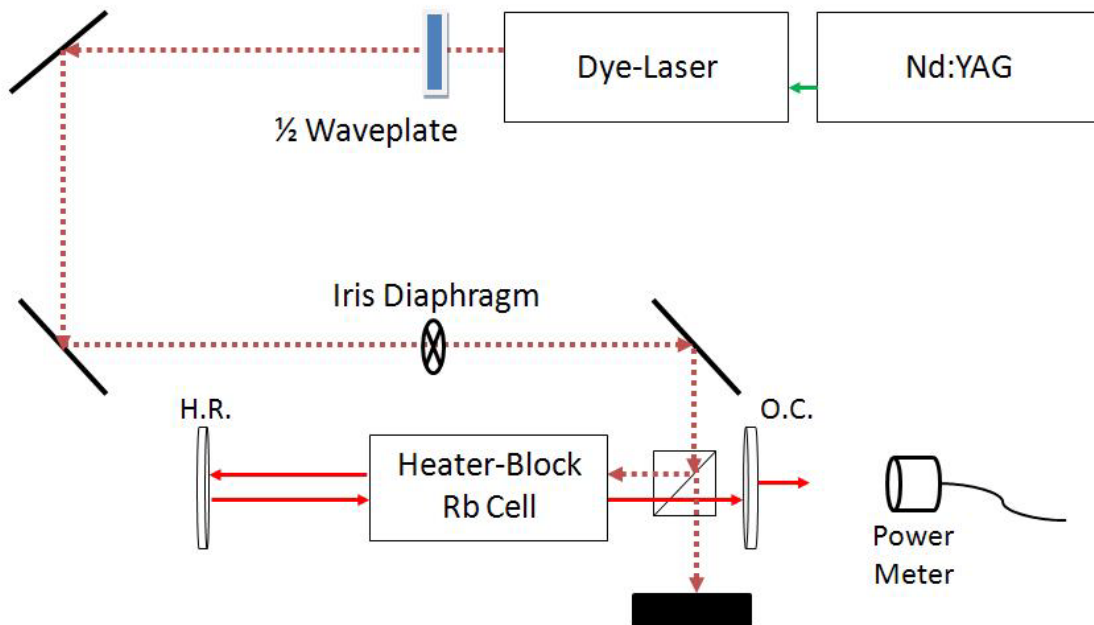 Dye-Laser
Nd:YAG
½ Waveplate
Iris Diaphragm
H.R.
O.C.
Heater-Block
Rb Cell
Power
Meter